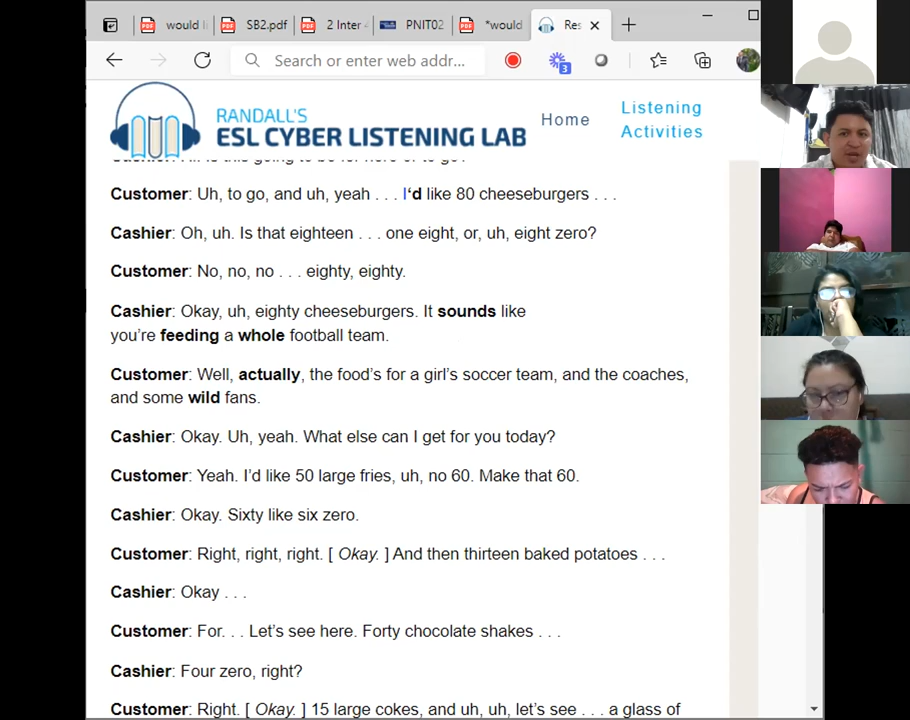 would li
SB2.pdf
2 Inter
PNIT02
*would
Res
Search or enter web addr...
3
RANDALL'S
ESL CYBER LISTENING LAB
Home
Listening
Activities
Customer: Uh, to go, and uh, yeah . . . I'd like 80 cheeseburgers . . .
Cashier: Oh, uh. Is that eighteen . . . one eight, or, uh, eight zero?
Customer: No, no, no . . . eighty, eighty.
Cashier: Okay, uh, eighty cheeseburgers. It sounds like
you're feeding a whole football team.
Customer: Well, actually, the food's for a girl's soccer team, and the coaches,
and some wild fans.
Cashier: Okay. Uh, yeah. What else can I get for you today?
Customer: Yeah. I'd like 50 large fries, uh, no 60. Make that 60.
Cashier: Okay. Sixty like six zero.
Customer: Right, right, right. [ Okay. ] And then thirteen baked potatoes . . .
Cashier: Okay . . .
Customer: For. . . Let's see here. Forty chocolate shakes . . .
Cashier: Four zero, right?
Customer: Right. [ Okay. ] 15 large cokes, and uh, uh, let's see . . . a glass of